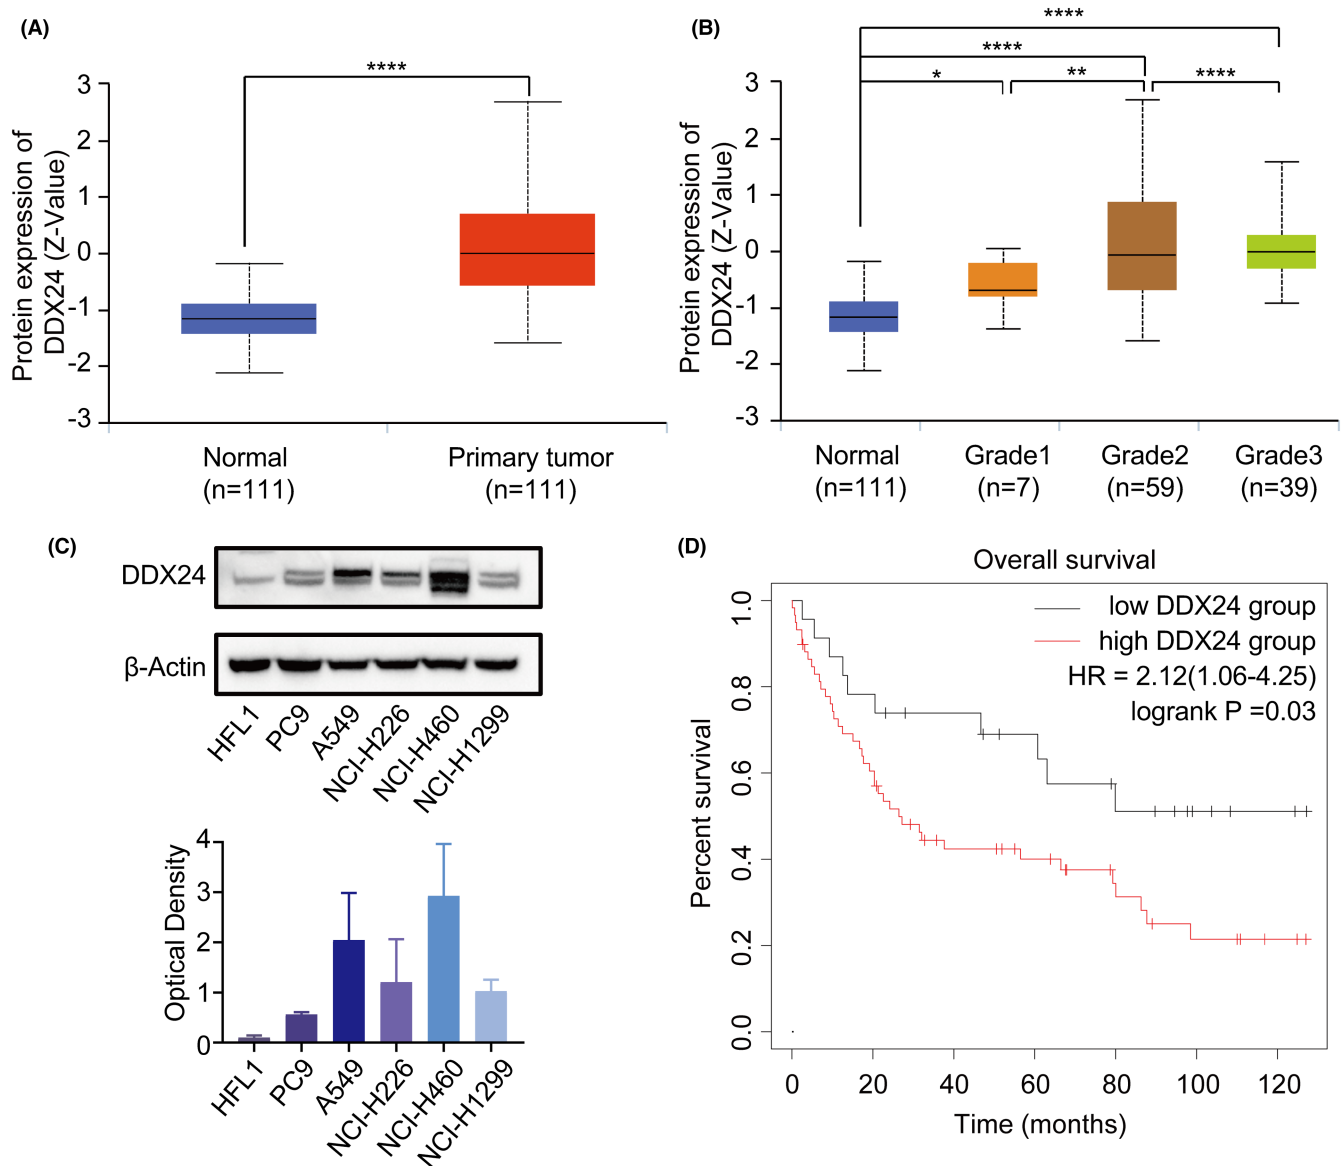 (A)
****
Protein expression of
DDX24 (Z-Value)
3
2
1
0
-1
-2
-3
Normal
(n=111)
Primary tumor
(n=111)
(B)
****
****
*
**
****
Protein expression of
DDX24 (Z-Value)
3
2
1
0
-1
-2
-3
Normal
(n=111)
Grade1
(n=7)
Grade2
(n=59)
Grade3
(n=39)
(C)
DDX24
β-Actin
HFL1
PC9
A549
NCI-H226
NCI-H460
NCI-H1299
Optical Density
4
3
2
1
0
HFL1
PC9
A549
NCI-H226
NCI-H460
NCI-H1299
(D)
Overall survival
low DDX24 group
high DDX24 group
HR = 2.12(1.06-4.25)
logrank P =0.03
Percent survival
1.0
0.8
0.6
0.4
0.2
0.0
0 20 40 60 80 100 120
Time (months)